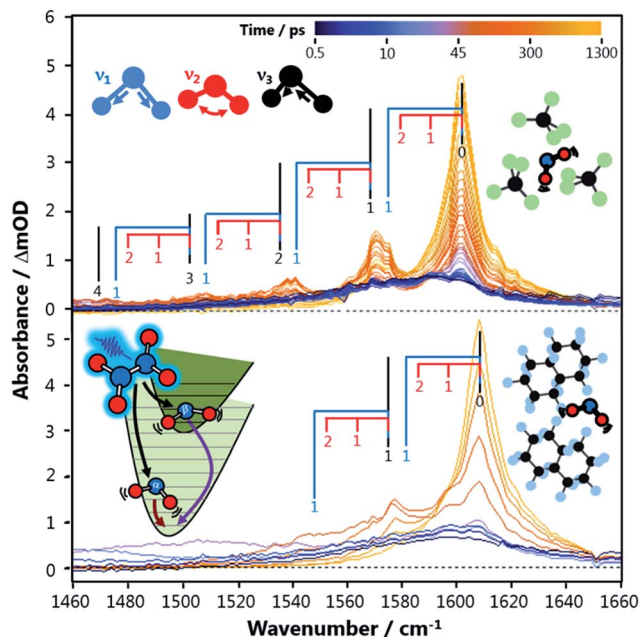 Time / ps
0.5 10 45 300 1300
ν₁ ν₂ ν₃
Absorbance / ΔmOD
6
5
4
3
2
1
0
2 1 0
2 1 1 1
2 1 2 1
2 1 3 1
4 1
5
4
3
2
1
0
β
α
2 1 0
2 1 1 1
1
1460 1480 1500 1520 1540 1560 1580 1600 1620 1640 1660
Wavenumber / cm⁻¹